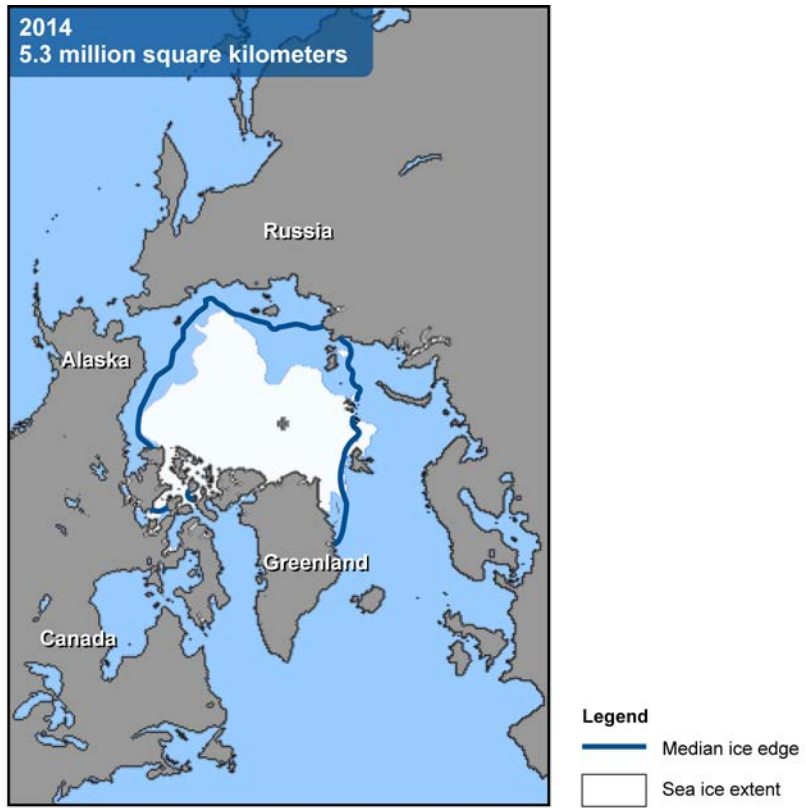 2014
5.3 million square kilometers
Russia
Alaska
Greenland
Canada
Legend
Median ice edge
Sea ice extent